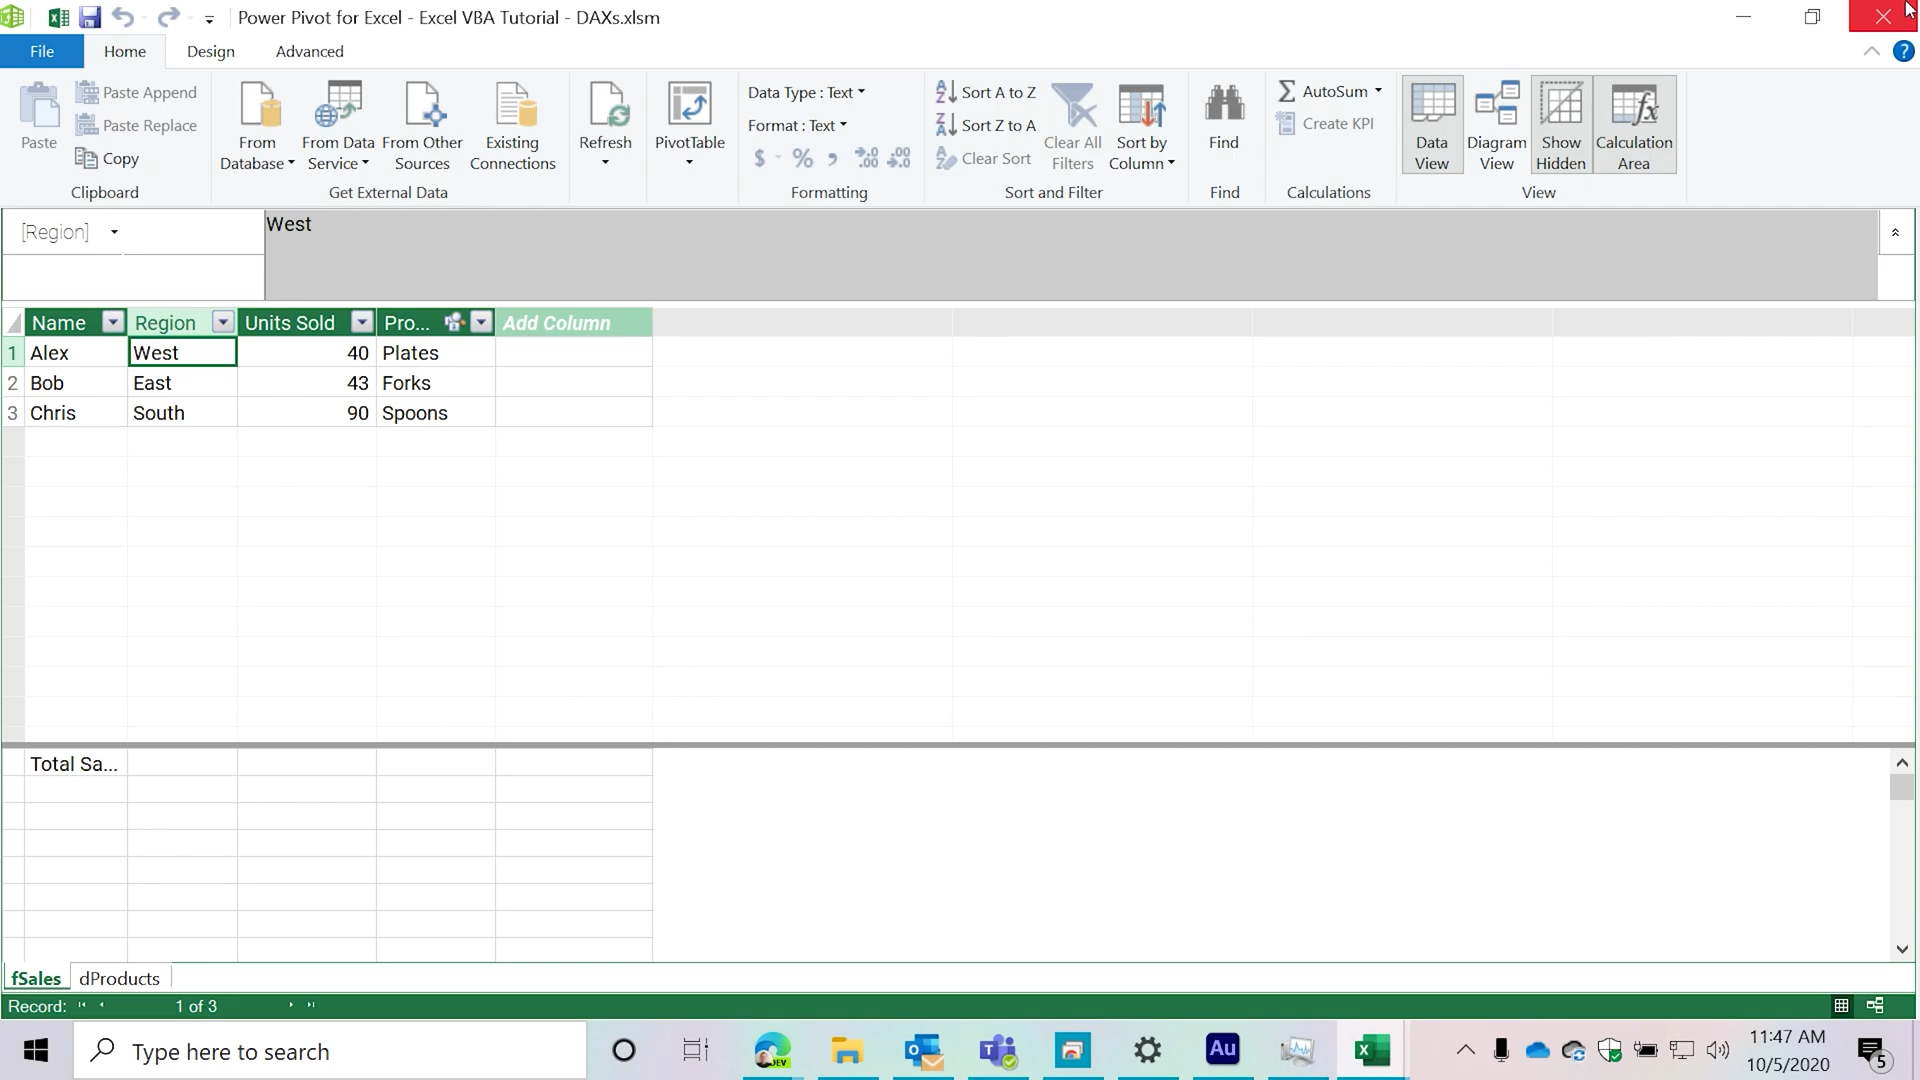 Power Pivot for Excel - Excel VBA Tutorial - DAXs.xlsm
File Home Design Advanced
Paste
Paste Append
Paste Replace
Copy
Clipboard
From Database
From Data Service
From Other Sources
Existing Connections
Get External Data
Refresh
PivotTable
Data Type : Text
Format : Text
$ % , .00 .00
Formatting
Sort A to Z
Sort Z to A
Clear Sort
Clear All Filters
Sort by Column
Sort and Filter
Find
Find
AutoSum
Create KPI
Calculations
Data View
Diagram View
Show Hidden
Calculation Area
View
[Region] West
Name Region Units Sold Pro... Add Column
1 Alex West 40 Plates
2 Bob East 43 Forks
3 Chris South 90 Spoons
Total Sa...
fSales dProducts
Record: 1 of 3
Type here to search
DEV
Au
11:47 AM
10/5/2020
5